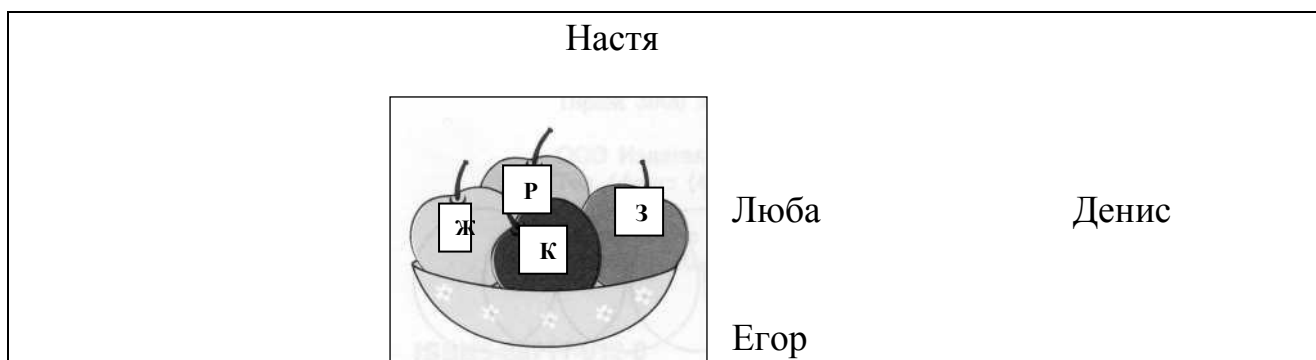 Настя
Р
Ж
З
К
Люба
Денис
Егор